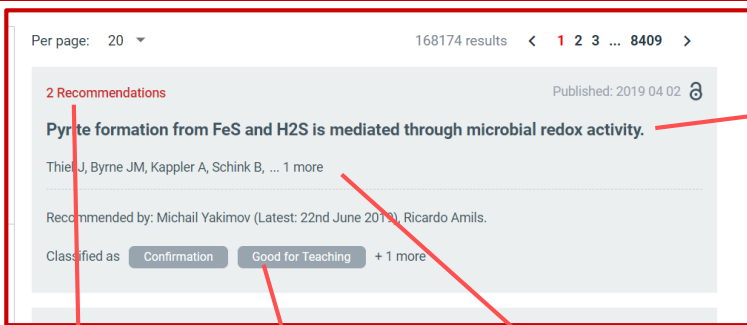 Per page: 20
168174 results < 1 2 3 ... 8409 >
2 Recommendations
Published: 2019 04 02
Pyrite formation from FeS and H2S is mediated through microbial redox activity.
Thiel J, Byrne JM, Kappler A, Schink B, ... 1 more
Recommended by: Michail Yakimov (Latest: 22nd June 2019), Ricardo Amils.
Classified as Confirmation Good for Teaching + 1 more